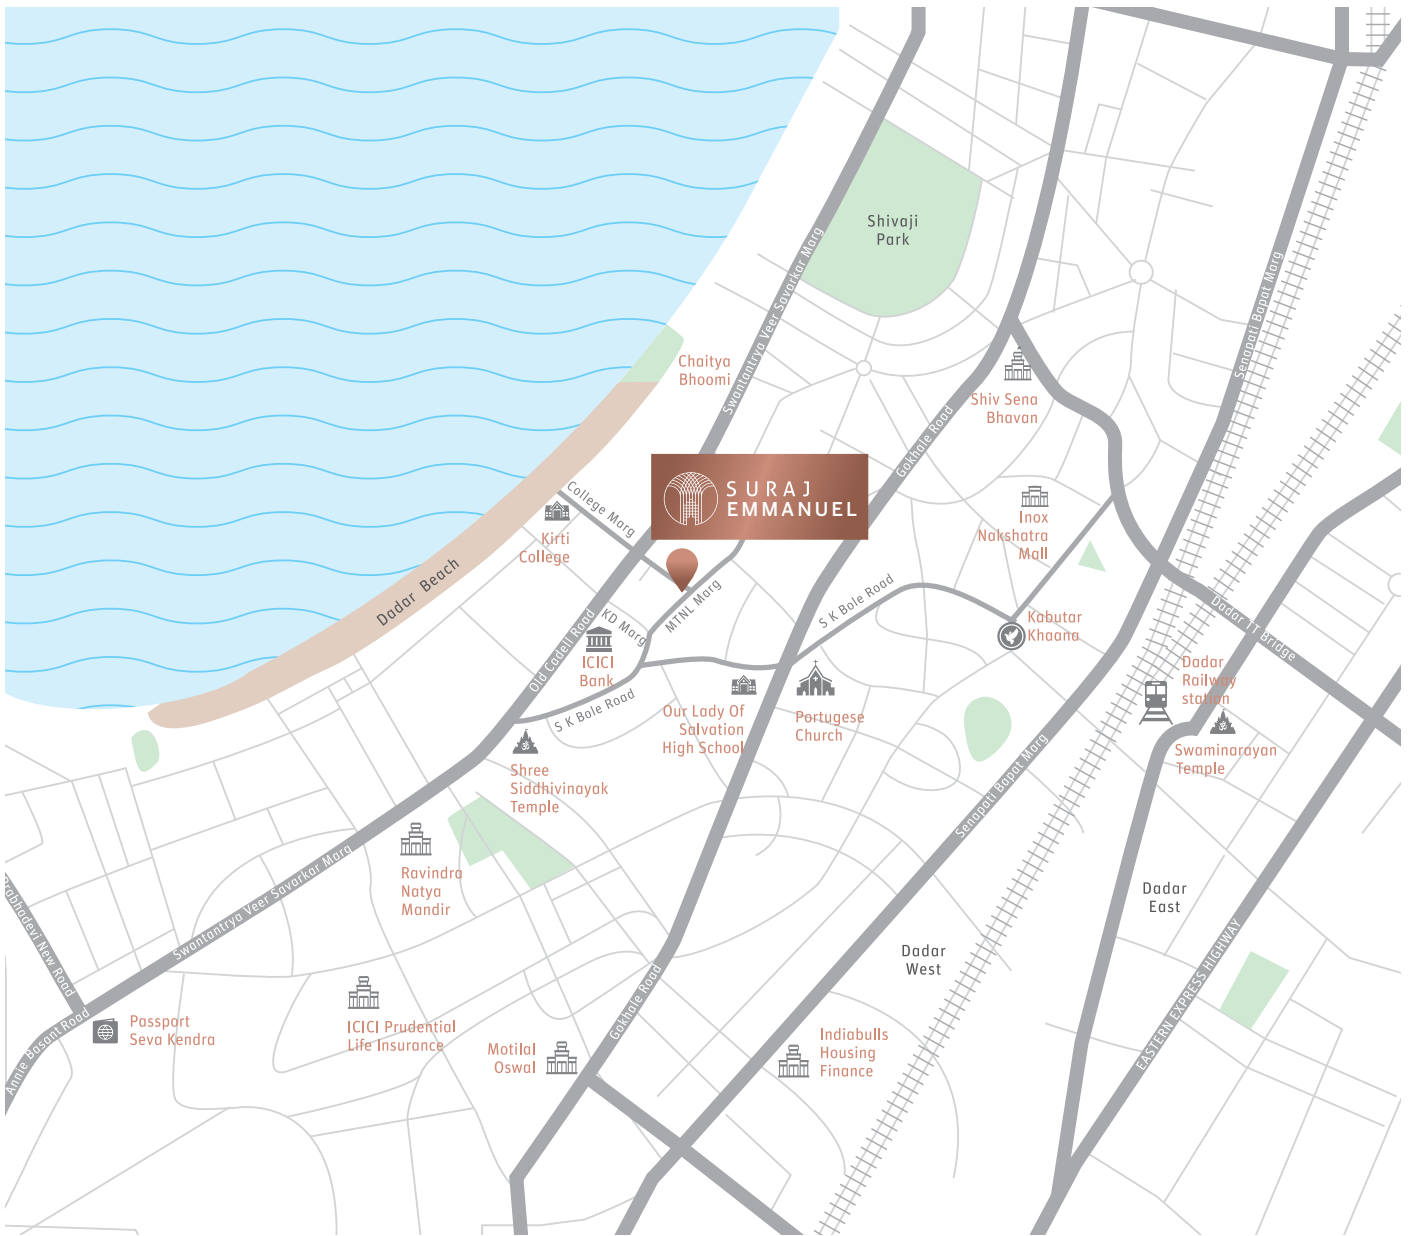 Shivaji
Park
Swantantrya Veer Savarkar Marg
Senapati Bapat Marg
Chaitya
Bhoomi
Shiv Sena
Bhavan
Gokhale Road
SURAJ
EMMANUEL
College Marg
Kirti
College
Inox
Nakshatra
Mall
Dadar Beach
MTNL Marg
KD Marg
S K Bole Road
Old Cadell Road
Kabutar
Khaana
Dadar TT Bridge
ICICI
Bank
Dadar
Railway
station
S K Bole Road
Our Lady Of
Salvation
High School
Portugese
Church
Swaminarayan
Temple
Shree
Siddhivinayak
Temple
Senapati Bapat Marg
Ravindra
Natya
Mandir
Swantantrya Veer Savarkar Marg
Dadar
East
Prabhadevi New Road
Dadar
West
EASTERN EXPRESS HIGHWAY
Gokhale Road
Annie Basant Road
Passport
Seva Kendra
ICICI Prudential
Life Insurance
Motilal
Oswal
Indiabulls
Housing
Finance